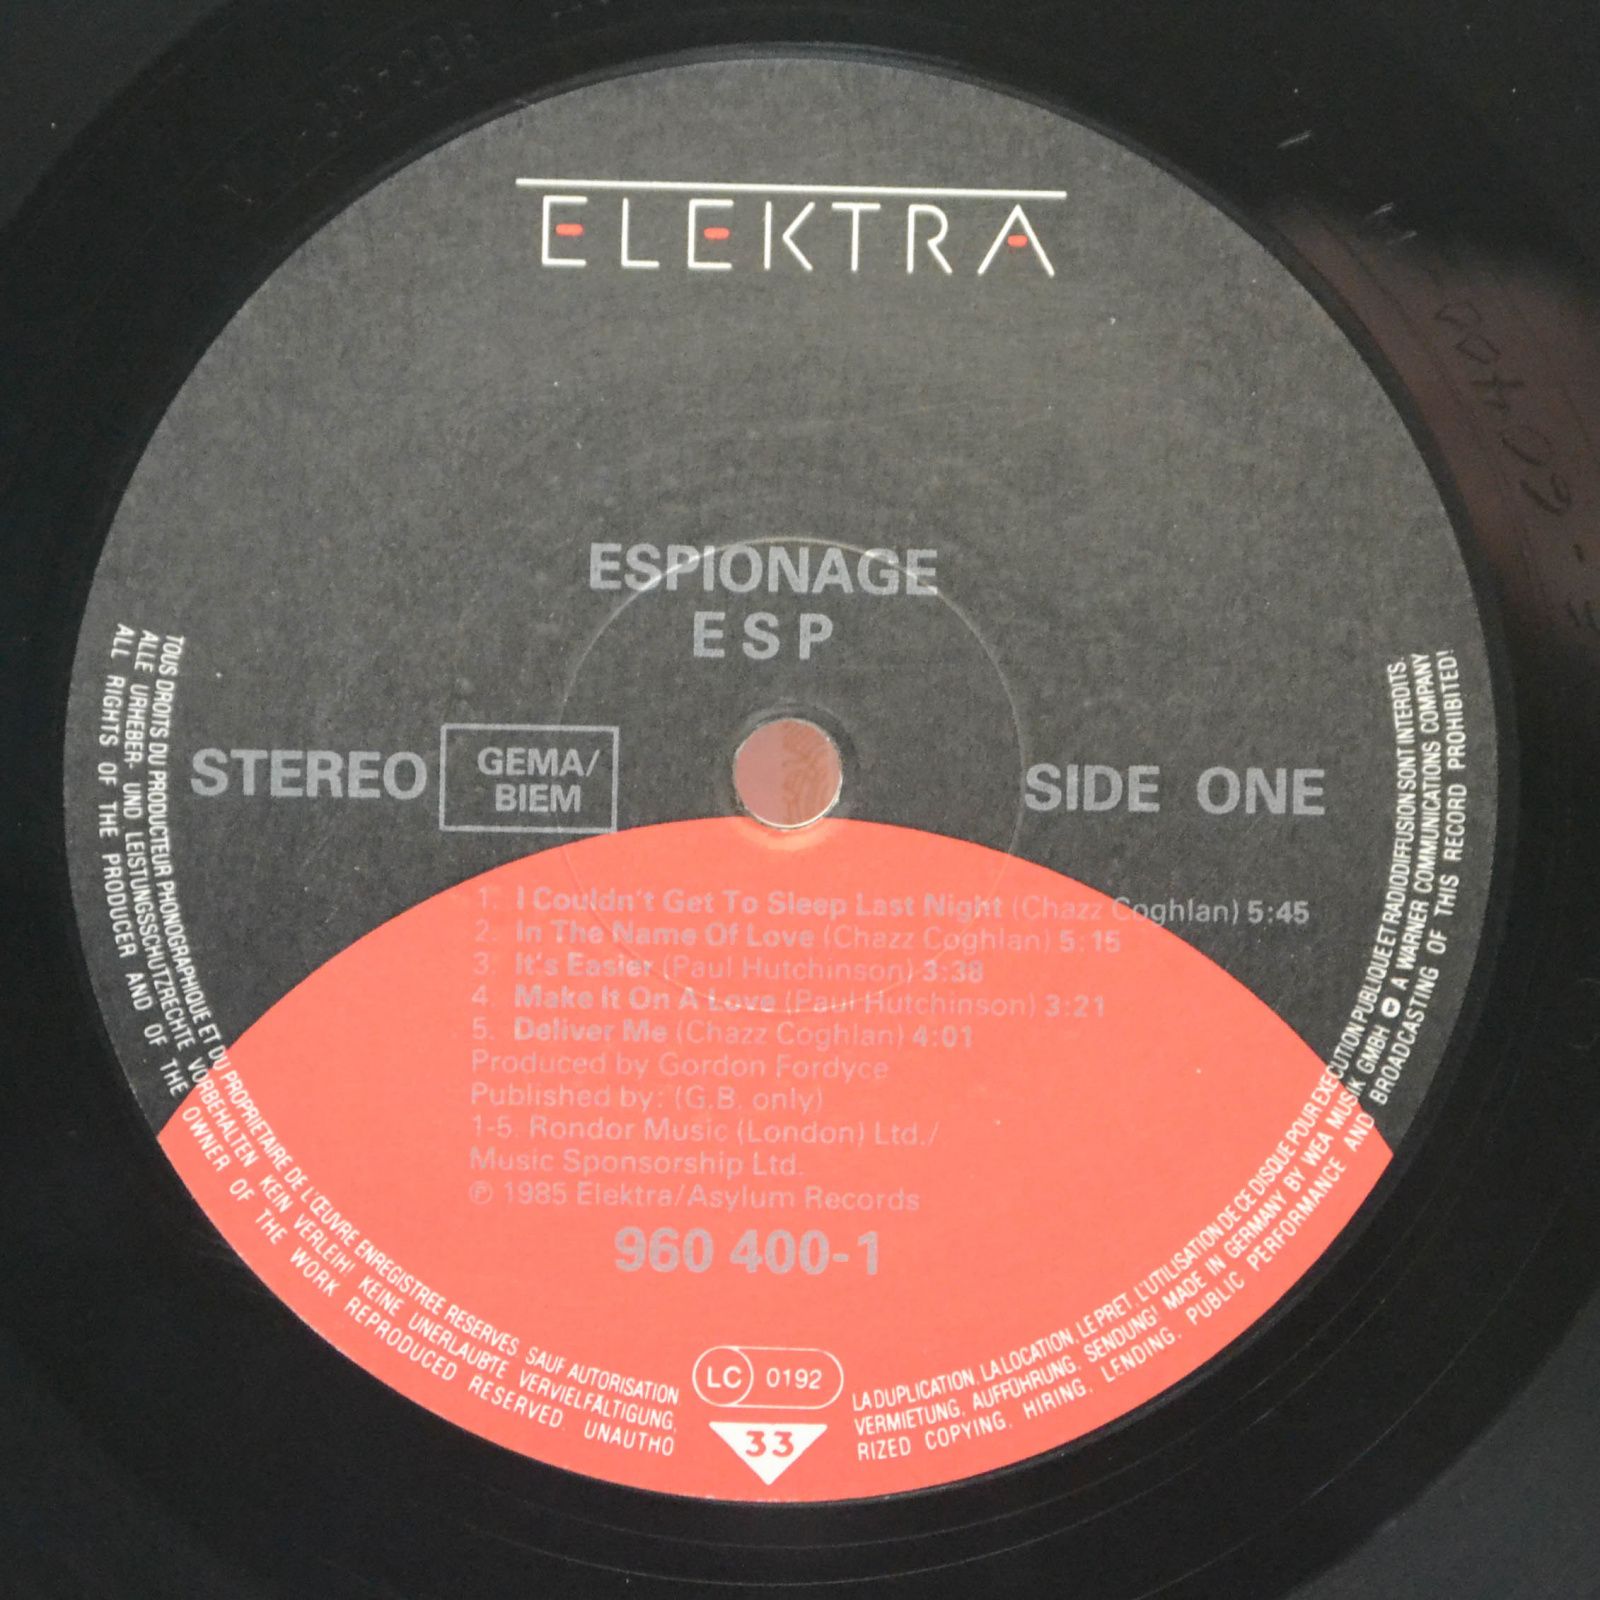 ELEKTRA
ESPIONAGE
ESP
STEREO
GEMA/
BIEM
SIDE ONE
1. I Couldn't Get To Sleep Last Night (Chazz Coghlan) 5:45
2. In The Name Of Love (Chazz Coghlan) 5:15
3. It's Easier (Paul Hutchinson) 3:38
4. Make It On A Love (Paul Hutchinson) 3:21
5. Deliver Me (Chazz Coghlan) 4:01
Produced by Gordon Fordyce
Published by: (G.B. only)
1-5. Rondor Music (London) Ltd./
Music Sponsorship Ltd.
℗ 1985 Elektra/Asylum Records
960 400-1
LC 0192
33
TOUS DROITS DU PRODUCTEUR PHONOGRAPHIQUE ET DU PROPRIETAIRE DE L'ŒUVRE ENREGISTREE RESERVES SAUF AUTORISATION LA DUPLICATION, LA LOCATION, LE PRET, L'UTILISATION DE CE DISQUE POUR EXECUTION PUBLIQUE ET RADIODIFFUSION SONT INTERDITS.
ALLE URHEBER- UND LEISTUNGSSCHUTZRECHTE VORBEHALTEN KEIN VERLEIH! KEINE UNERLAUBTE VERVIELFÄLTIGUNG, VERMIETUNG, AUFFÜHRUNG, SENDUNG! MADE IN GERMANY BY WEA MUSIK GMBH A WARNER COMMUNICATIONS COMPANY
ALL RIGHTS OF THE PRODUCER AND OF THE OWNER OF THE WORK REPRODUCED RESERVED. UNAUTHORIZED COPYING, HIRING, LENDING, PUBLIC PERFORMANCE AND BROADCASTING OF THIS RECORD PROHIBITED!